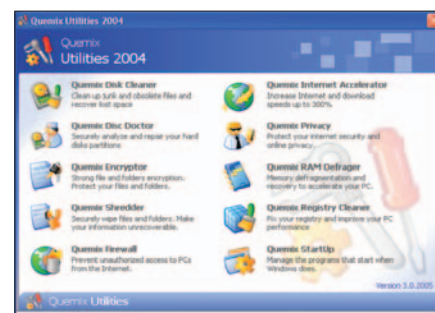 Quemix Utilities 2004
Quemix
Utilities 2004
Quemix Disk Cleaner
Clean up junk and obsolete files and
recover lost space
Quemix Disc Doctor
Securely analyze and repair your hard
disks partitions
Quemix Encryptor
Strong file and folders encryption.
Protect your files and folders.
Quemix Shredder
Securely wipe files and folders. Make
your information unrecoverable.
Quemix Firewall
Prevent unauthorized access to PCs
from the Internet.
Quemix Internet Accelerator
Increase Internet and download
speeds up to 300%
Quemix Privacy
Protect your internet security and
online privacy.
Quemix RAM Defrager
Memory defragmentation and
recovery to accelerate your PC.
Quemix Registry Cleaner
Fix your registry and improve your PC
performance
Quemix StartUp
Manage the programs that start when
Windows does.
Version 3.0.2005
Quemix Utilities